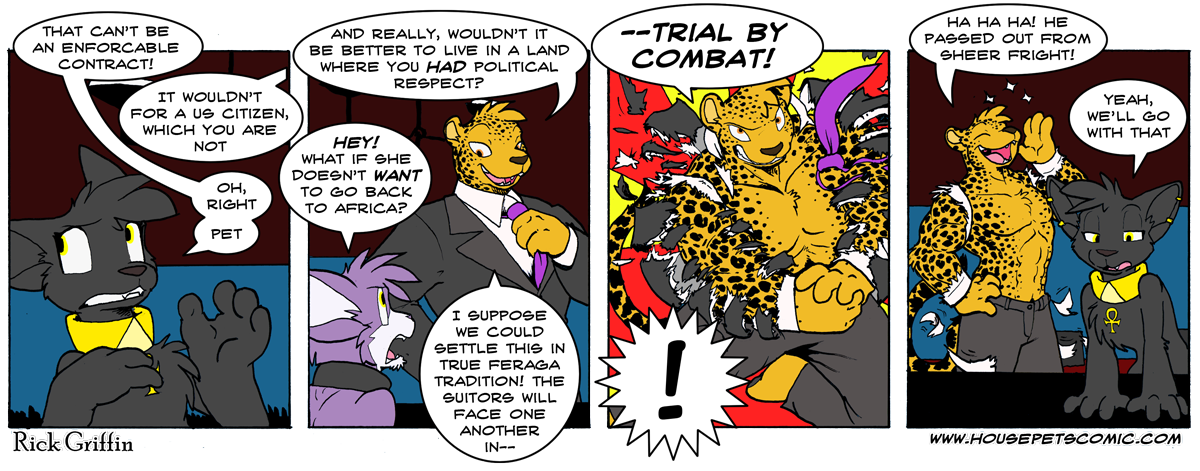 THAT CAN'T BE
AN ENFORCABLE
CONTRACT!
IT WOULDN'T
FOR A US CITIZEN,
WHICH YOU ARE
NOT
OH,
RIGHT
PET
AND REALLY, WOULDN'T IT
BE BETTER TO LIVE IN A LAND
WHERE YOU HAD POLITICAL
RESPECT?
HEY!
WHAT IF SHE
DOESN'T WANT
TO GO BACK
TO AFRICA?
I SUPPOSE
WE COULD
SETTLE THIS IN
TRUE FERAGA
TRADITION! THE
SUITORS WILL
FACE ONE
ANOTHER
IN--
--TRIAL BY
COMBAT!
!
HA HA HA! HE
PASSED OUT FROM
SHEER FRIGHT!
YEAH,
WE'LL GO
WITH THAT
Rick Griffin
WWW.HOUSEPETSCOMIC.COM